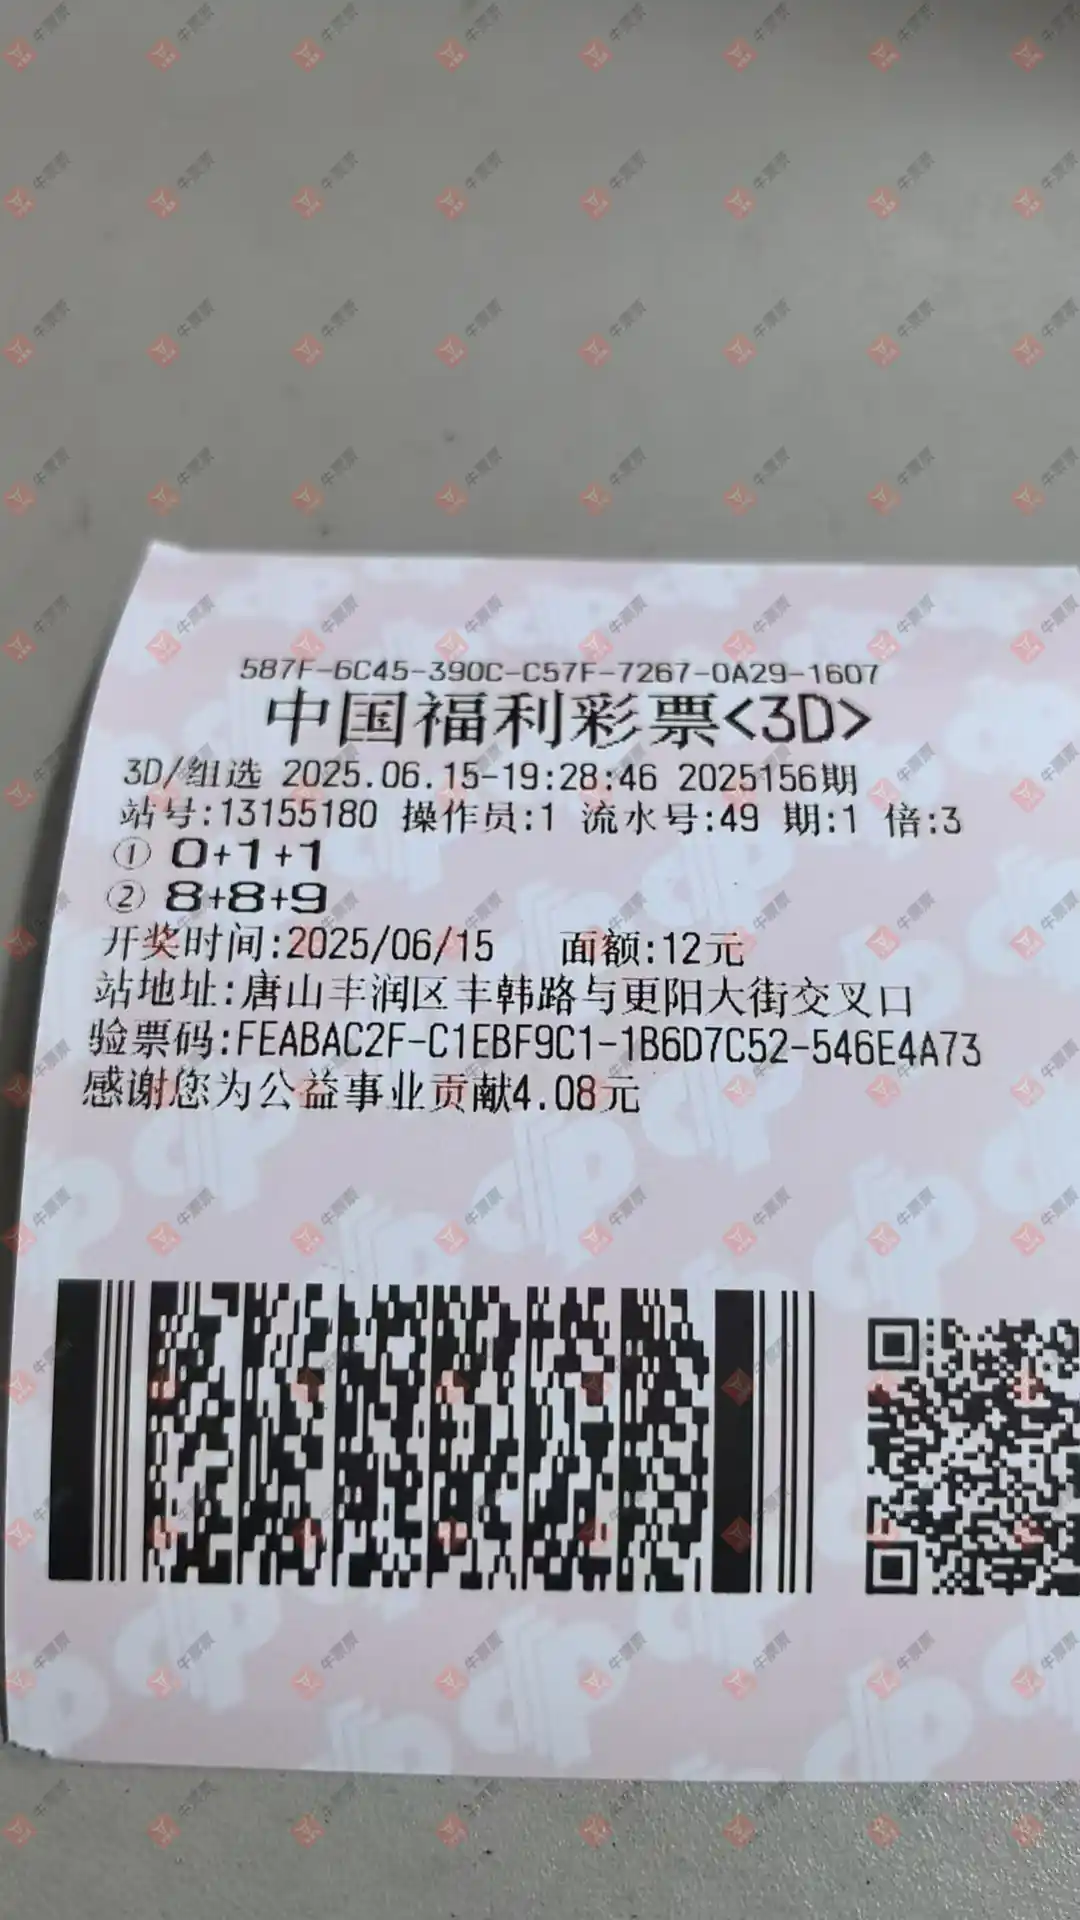 587F-6C45-390C-C57F-7267-0A29-1607
中国福利彩票<3D>
3D/组选 2025.06.15-19:28:46 2025156期
站号:13155180 操作员:1 流水号:49 期:1 倍:3
① 0+1+1
② 8+8+9
开奖时间:2025/06/15 面额:12元
站地址:唐山丰润区丰韩路与更阳大街交叉口
验票码:FEABAC2F-C1EBF9C1-1B6D7C52-546E4A73
感谢您为公益事业贡献4.08元